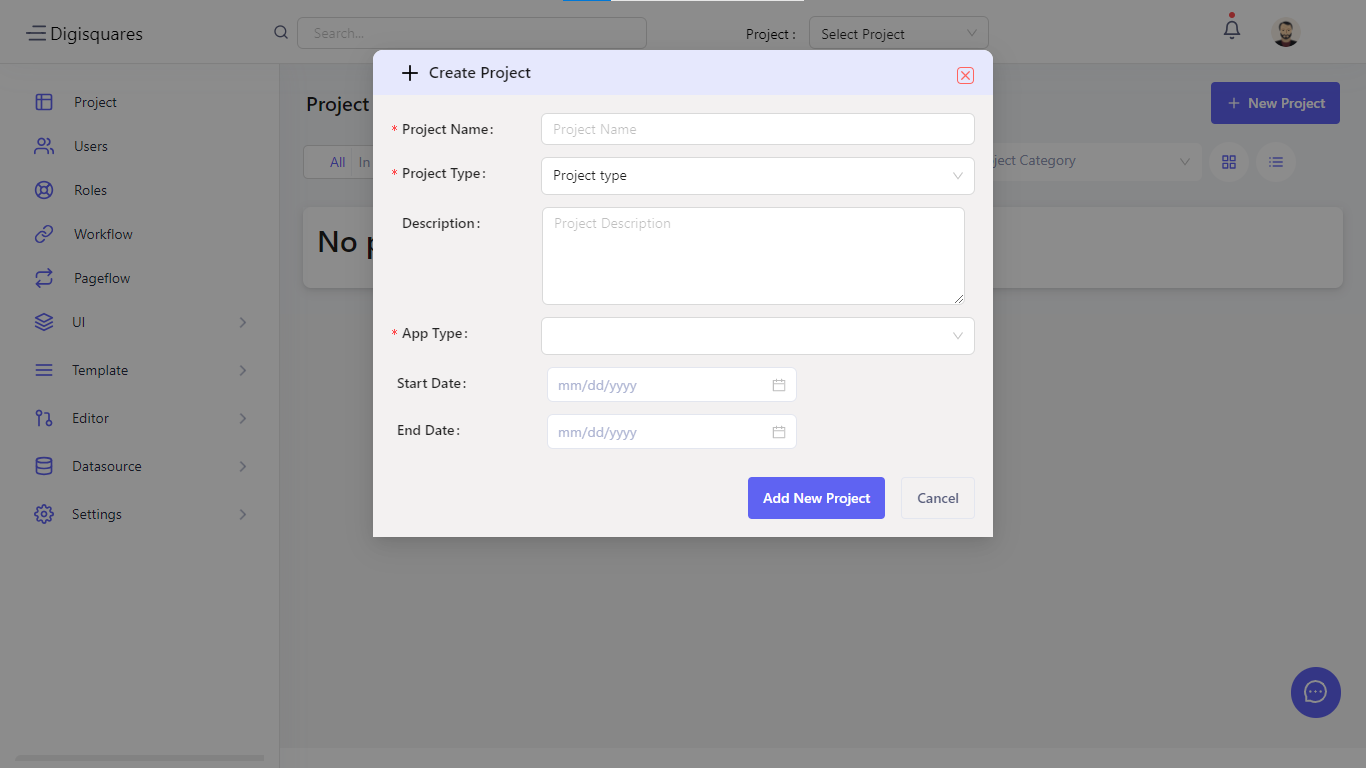 Digisquares
Search...
Project :
Select Project
Create Project
Project
Users
Roles
Workflow
Pageflow
UI
Template
Editor
Datasource
Settings
Project
New Project
All
In
ject Category
No p
* Project Name:
Project Name
* Project Type:
Project type
Description:
Project Description
* App Type:
Start Date:
mm/dd/yyyy
End Date:
mm/dd/yyyy
Add New Project
Cancel